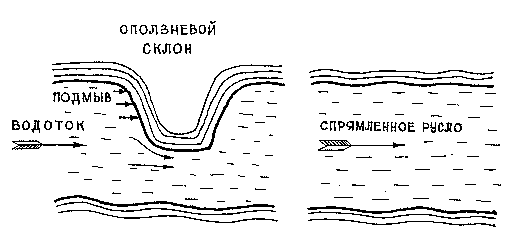 ОПОЛЗНЕВОЙ
СКЛОН
ПОДМЫВ
ВОДОТОК
СПРЯМЛЕННОЕ РУСЛО